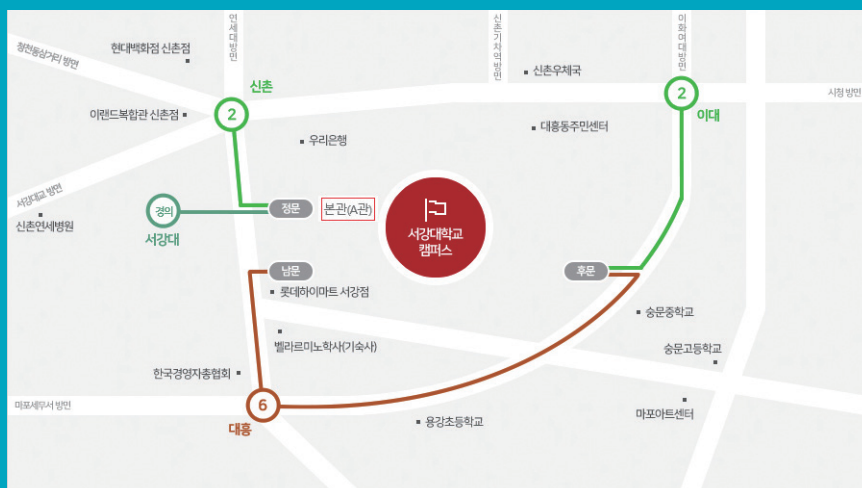 연세대방면
신촌기차역방면
이화여대방면
성천동삼거리 방면
현대백화점 신촌점
신촌
신촌우체국
2
시청 방면
이랜드복합관 신촌점
2
이대
우리은행
대흥동주민센터
서강대교 방면
경의
서강대
정문
본관(A관)
신촌연세병원
서강대학교
캠퍼스
남문
후문
롯데하이마트 서강점
숭문중학교
벨라르미노학사(기숙사)
숭문고등학교
한국경영자총협회
마포세무서 방면
6
대흥
용강초등학교
마포아트센터